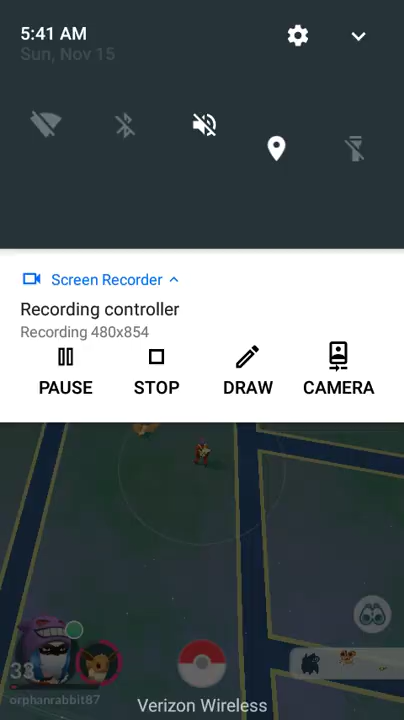 5:41 AM
Sun, Nov 15
Screen Recorder
Recording controller
Recording 480x854
PAUSE
STOP
DRAW
CAMERA
33
orphanrabbit87
Verizon Wireless